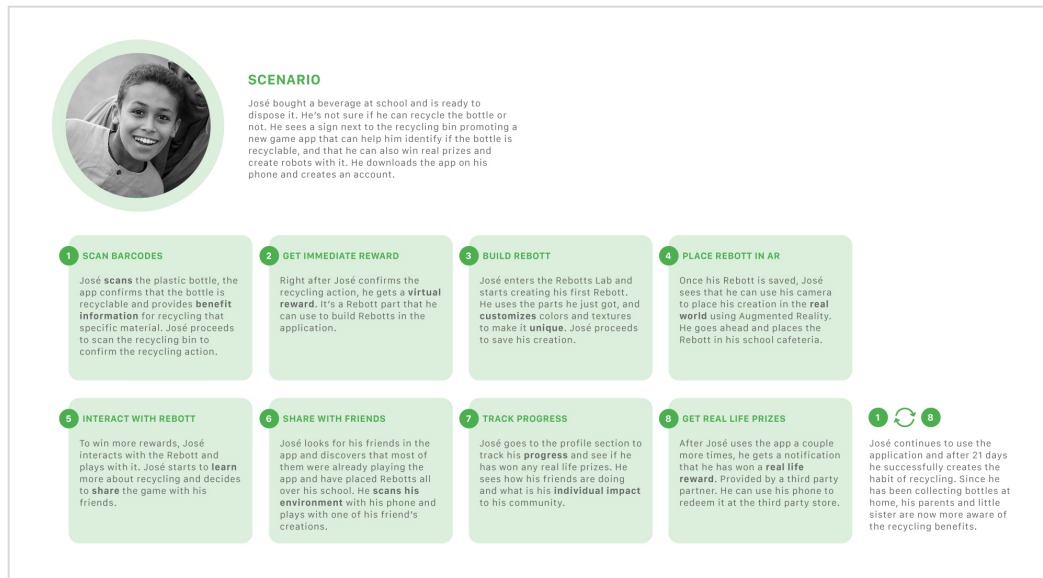 SCENARIO
José bought a beverage at school and is ready to
dispose it. He's not sure if he can recycle the bottle or
not. He sees a sign next to the recycling bin promoting a
new game app that can help him identify if the bottle is
recyclable, and that he can also win real prizes and
create robots with it. He downloads the app on his
phone and creates an account.
1 SCAN BARCODES
José scans the plastic bottle, the
app confirms that the bottle is
recyclable and provides benefit
information for recycling that
specific material. José proceeds
to scan the recycling bin to
confirm the recycling action.
2 GET IMMEDIATE REWARD
Right after José confirms the
recycling action, he gets a virtual
reward. It's a Rebott part that he
can use to build Rebotts in the
application.
3 BUILD REBOTT
José enters the Rebotts Lab and
starts creating his first Rebott.
He uses the parts he just got, and
customizes colors and textures
to make it unique. José proceeds
to save his creation.
4 PLACE REBOTT IN AR
Once his Rebott is saved, José
sees that he can use his camera
to place his creation in the real
world using Augmented Reality.
He goes ahead and places the
Rebott in his school cafeteria.
5 INTERACT WITH REBOTT
To win more rewards, José
interacts with the Rebott and
plays with it. José starts to learn
more about recycling and decides
to share the game with his
friends.
6 SHARE WITH FRIENDS
José looks for his friends in the
app and discovers that most of
them were already playing the
app and have placed Rebotts all
over his school. He scans his
environment with his phone and
plays with one of his friend's
creations.
7 TRACK PROGRESS
José goes to the profile section to
track his progress and see if he
has won any real life prizes. He
sees how his friends are doing
and what is his individual impact
to his community.
8 GET REAL LIFE PRIZES
After José uses the app a couple
more times, he gets a notification
that he has won a real life
reward. Provided by a third party
partner. He can use his phone to
redeem it at the third party store.
1 8
José continues to use the
application and after 21 days
he successfully creates the
habit of recycling. Since he
has been collecting bottles at
home, his parents and little
sister are now more aware of
the recycling benefits.